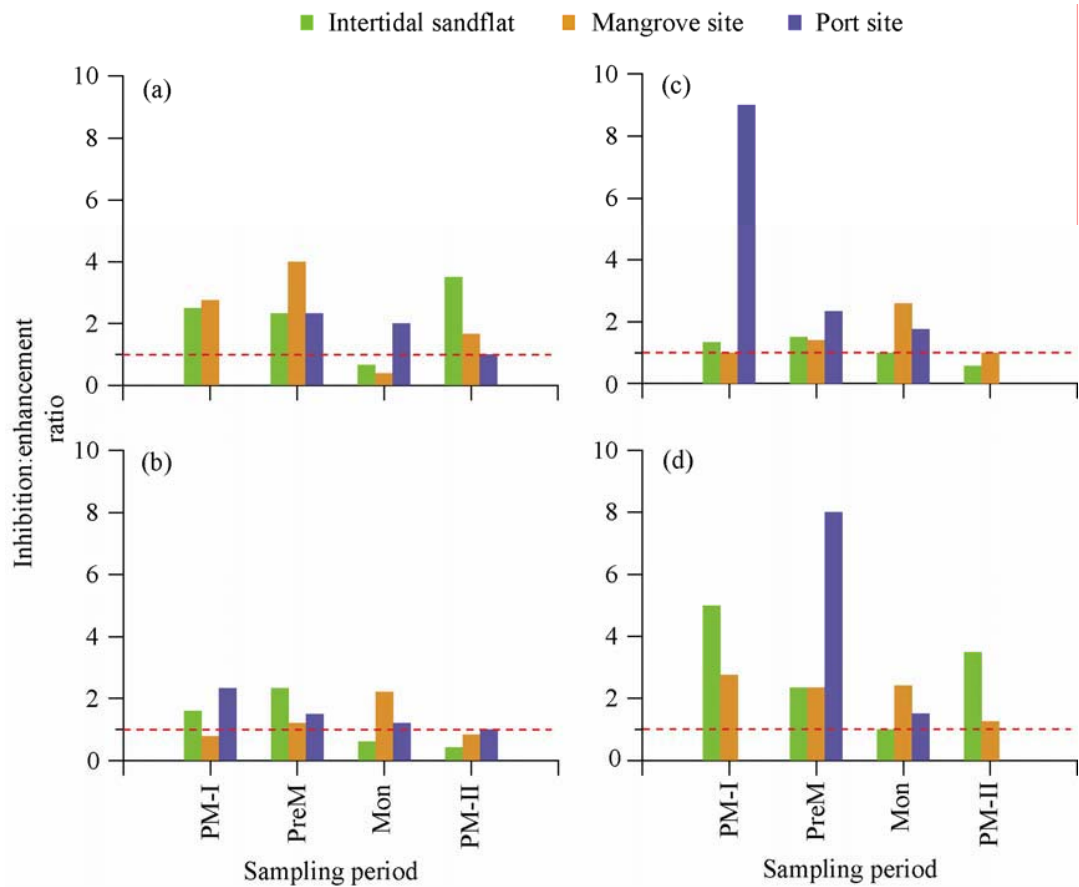 Intertidal sandflat Mangrove site Port site
(a)
10
8
6
4
2
0
(c)
10
8
6
4
2
0
(b)
10
8
6
4
2
0
PM-I PreM Mon PM-II
(d)
10
8
6
4
2
0
PM-I PreM Mon PM-II
Inhibition:enhancement
ratio
Sampling period Sampling period